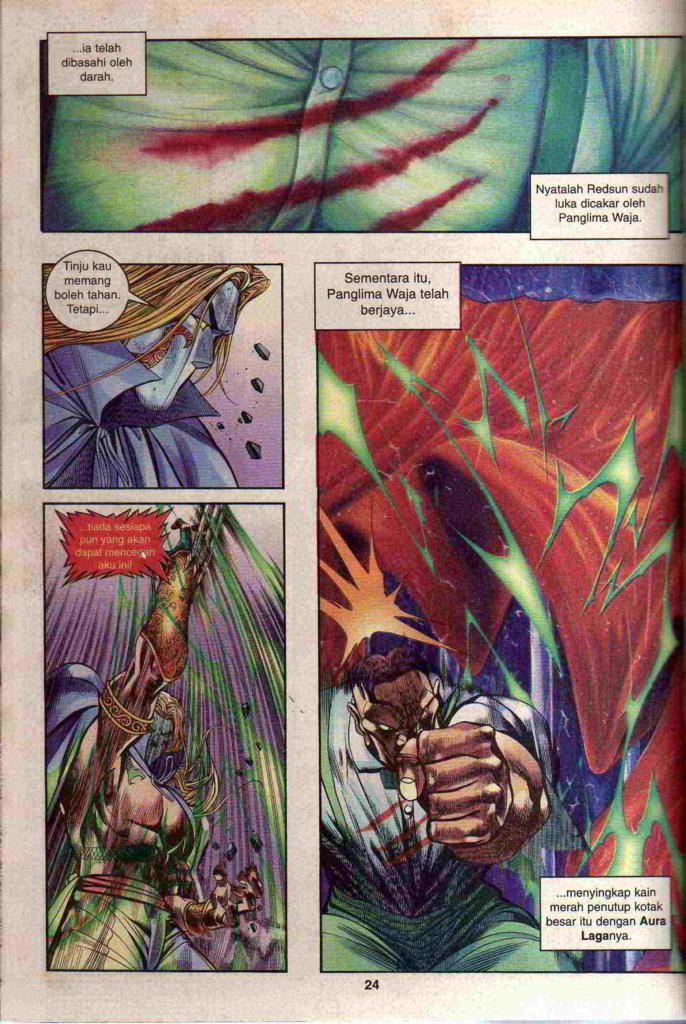 ...ia telah
dibasahi oleh
darah.
Nyatalah Redsun sudah
luka dicakar oleh
Panglima Waja.
Tinju kau
memang
boleh tahan.
Tetapi...
...tiada sesiapa
pun yang akan
dapat mencegah
aku ini!
Sementara itu,
Panglima Waja telah
berjaya...
...menyingkap kain
merah penutup kotak
besar itu dengan Aura
Laganya.
24